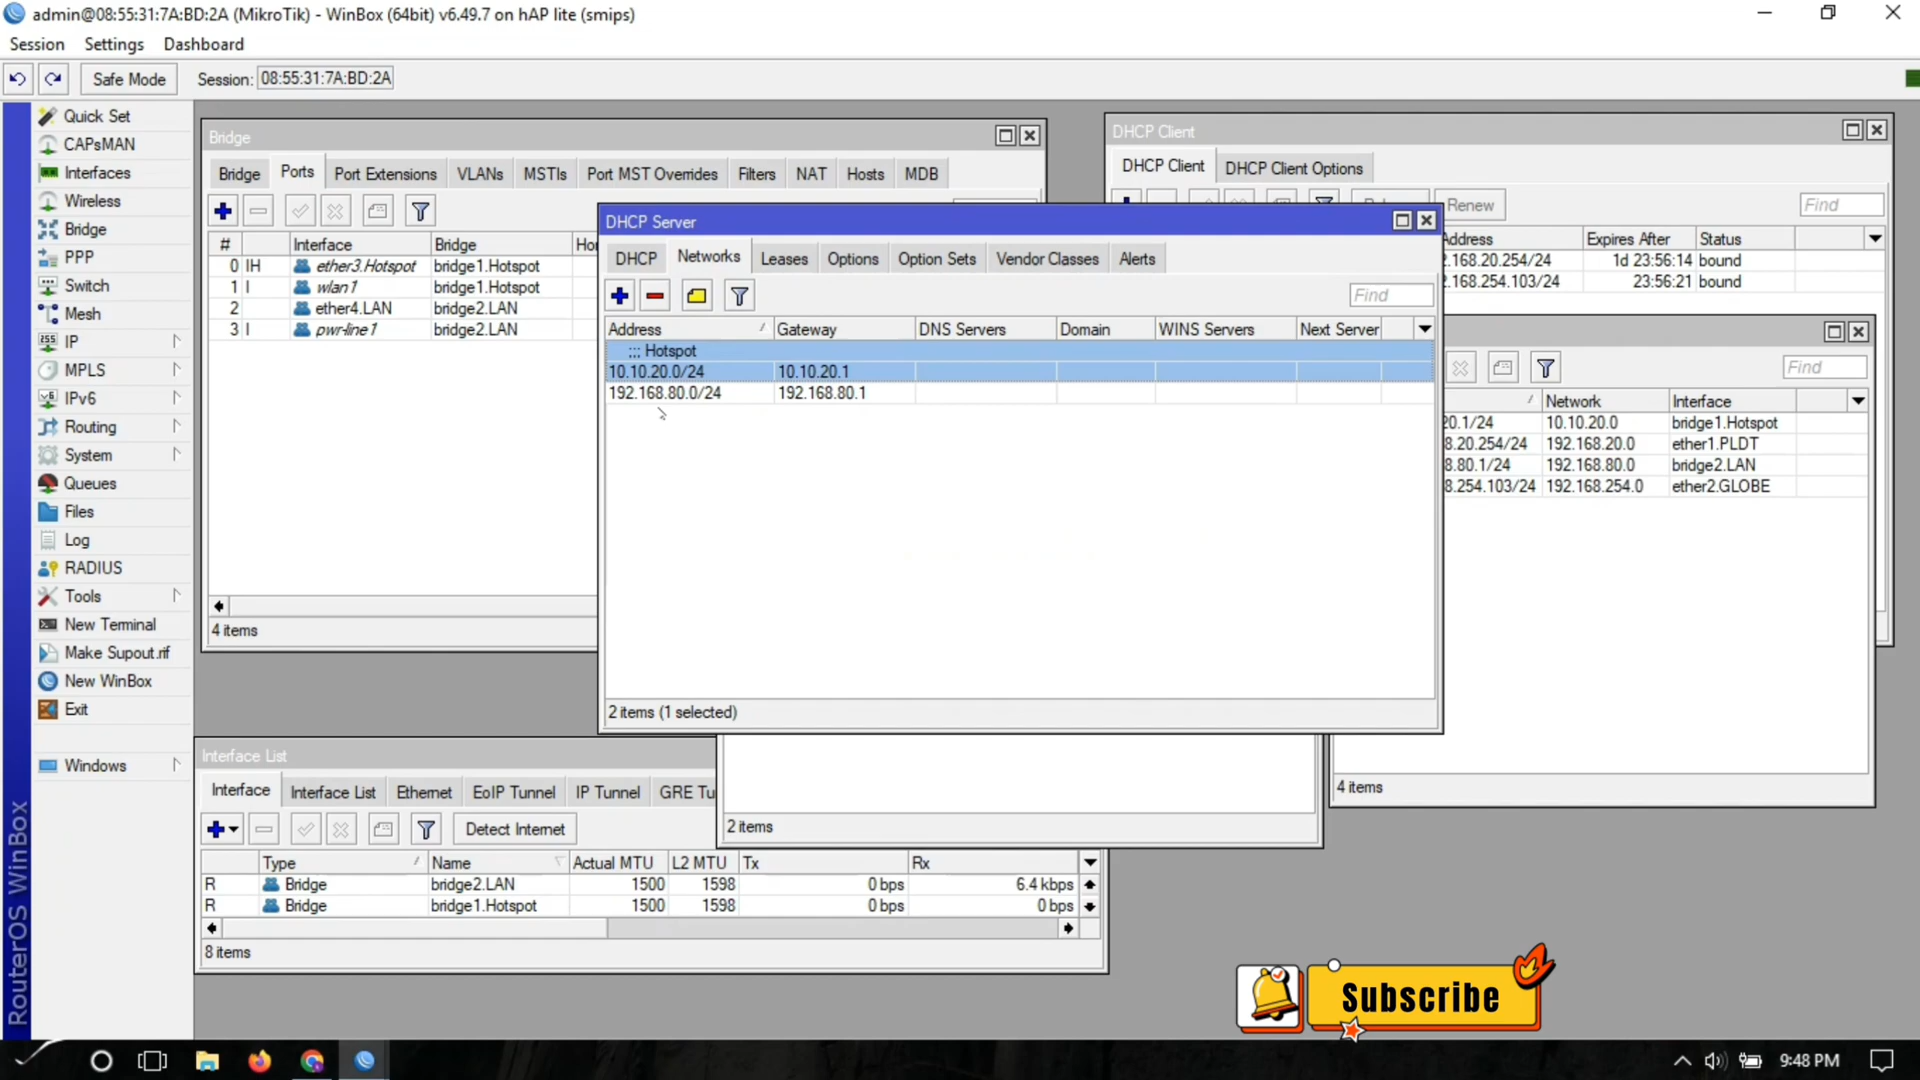 admin@08:55:31:7A:BD:2A (MikroTik) - WinBox (64bit) v6.49.7 on hAP lite (smips)
Session Settings Dashboard
Safe Mode Session: 08:55:31:7A:BD:2A
Quick Set
CAPsMAN
Interfaces
Wireless
Bridge
PPP
Switch
Mesh
IP
MPLS
IPv6
Routing
System
Queues
Files
Log
RADIUS
Tools
New Terminal
Make Supout.rif
New WinBox
Exit
Windows
RouterOS WinBox
Bridge
Bridge Ports Port Extensions VLANs MSTIs Port MST Overrides Filters NAT Hosts MDB
# Interface Bridge
0 IH ether3.Hotspot bridge1.Hotspot
1 I wlan1 bridge1.Hotspot
2 ether4.LAN bridge2.LAN
3 I pwr-line1 bridge2.LAN
4 items
DHCP Client
DHCP Client DHCP Client Options
Renew Find
Address Expires After Status
.168.20.254/24 1d 23:56:14 bound
.168.254.103/24 23:56:21 bound
DHCP Server
DHCP Networks Leases Options Option Sets Vendor Classes Alerts
Find
Address / Gateway DNS Servers Domain WINS Servers Next Server
;;; Hotspot
10.10.20.0/24 10.10.20.1
192.168.80.0/24 192.168.80.1
2 items (1 selected)
Find
Network Interface
20.1/24 10.10.20.0 bridge1.Hotspot
8.20.254/24 192.168.20.0 ether1.PLDT
8.80.1/24 192.168.80.0 bridge2.LAN
8.254.103/24 192.168.254.0 ether2.GLOBE
4 items
2 items
Interface List
Interface Interface List Ethernet EoIP Tunnel IP Tunnel GRE Tu
Detect Internet
Type / Name Actual MTU L2 MTU Tx Rx
R Bridge bridge2.LAN 1500 1598 0 bps 6.4 kbps
R Bridge bridge1.Hotspot 1500 1598 0 bps 0 bps
8 items
Subscribe
9:48 PM